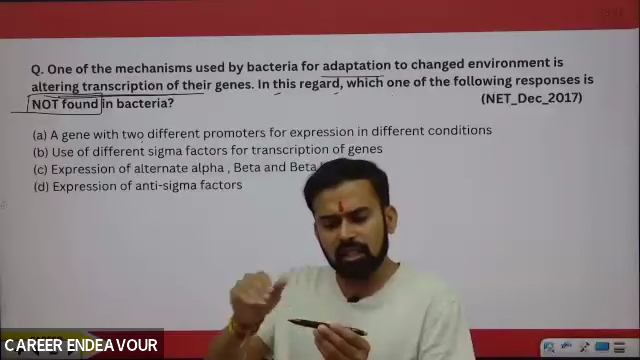 Q. One of the mechanisms used by bacteria for adaptation to changed environment is
altering transcription of their genes. In this regard, which one of the following responses is
NOT found in bacteria?
(NET_Dec_2017)
(a) A gene with two different promoters for expression in different conditions
(b) Use of different sigma factors for transcription of genes
(c) Expression of alternate alpha , Beta and Beta
(d) Expression of anti-sigma factors
CAREER ENDEAVOUR